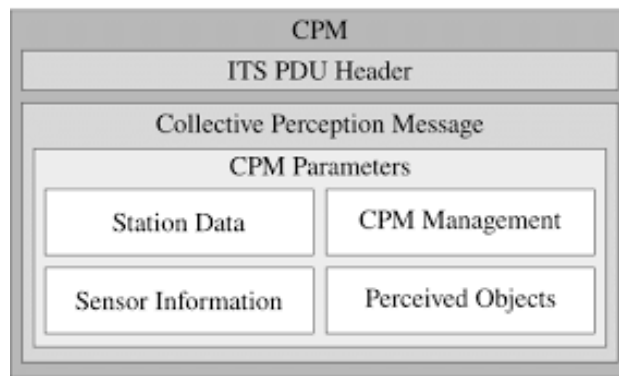 CPM
ITS PDU Header
Collective Perception Message
CPM Parameters
Station Data
CPM Management
Sensor Information
Perceived Objects